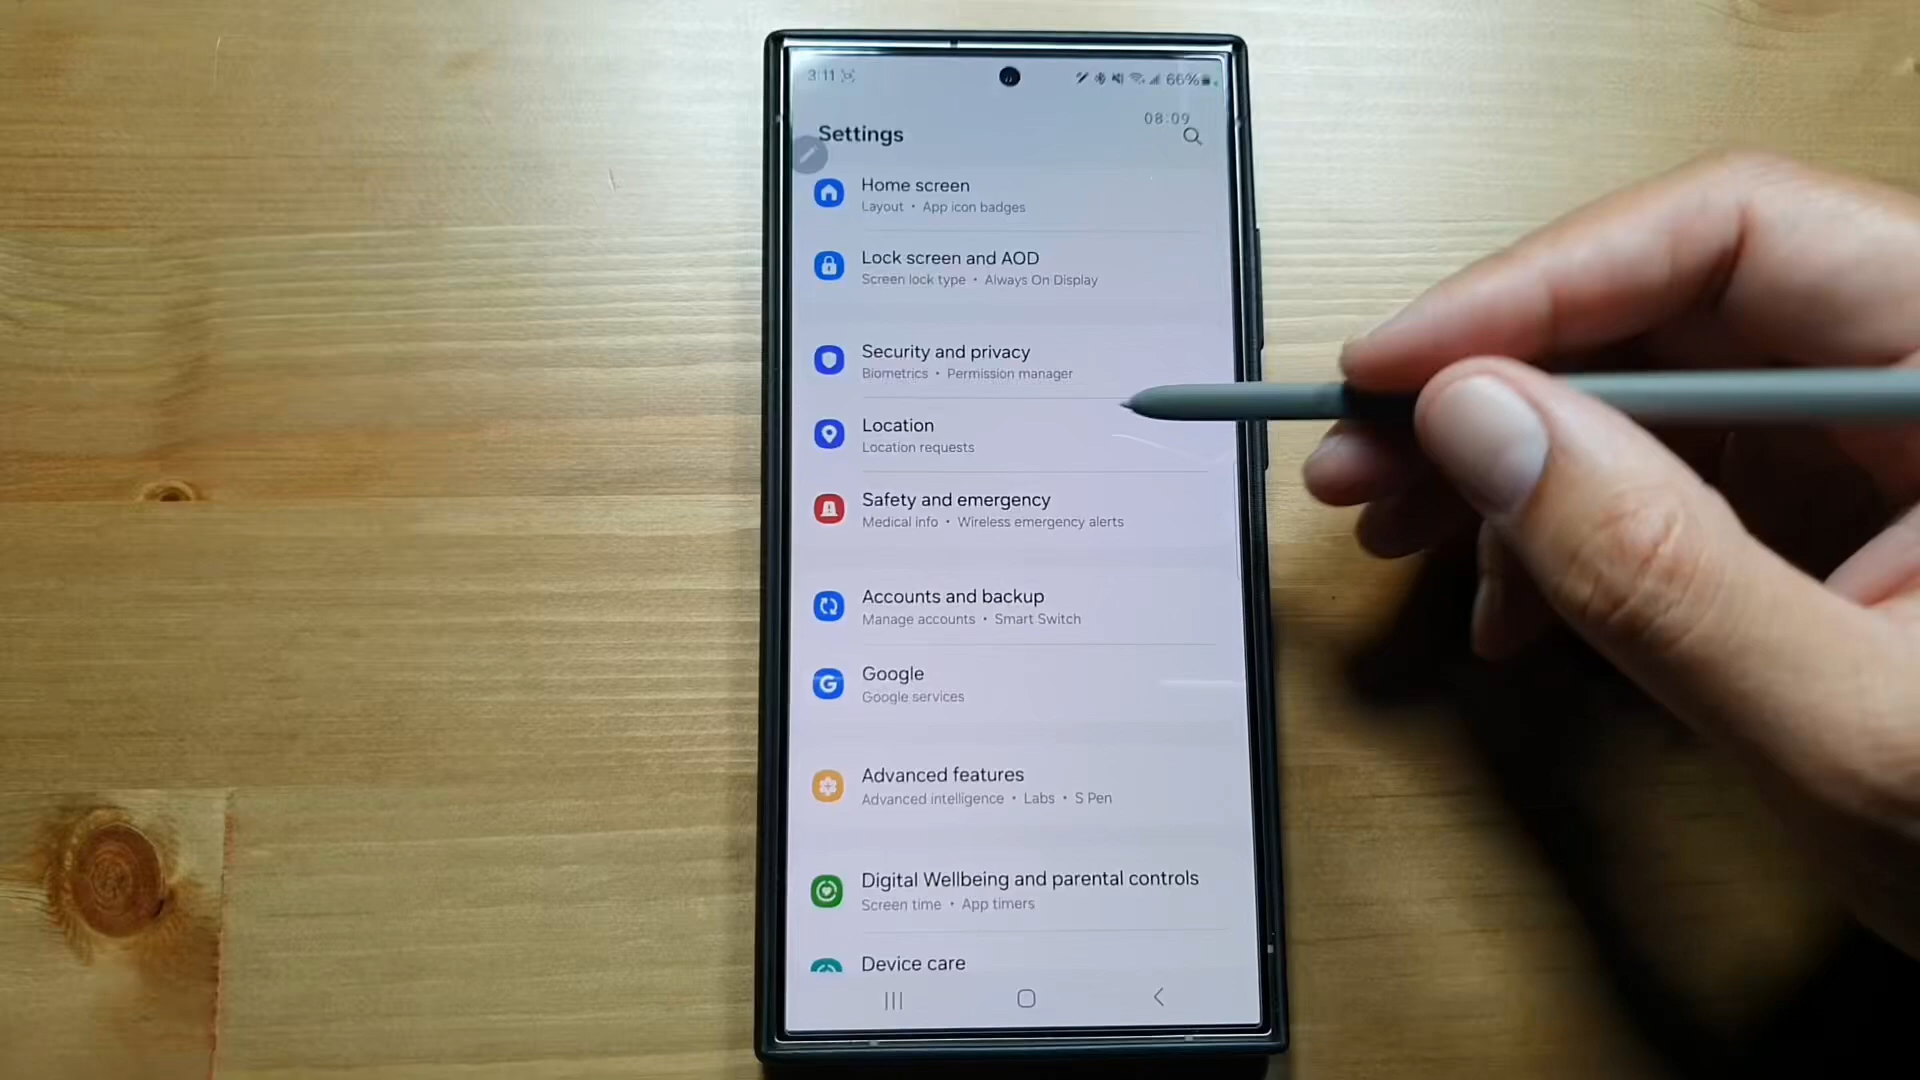 3:11
66%
08:09
Settings
Home screen
Layout • App icon badges
Lock screen and AOD
Screen lock type • Always On Display
Security and privacy
Biometrics • Permission manager
Location
Location requests
Safety and emergency
Medical info • Wireless emergency alerts
Accounts and backup
Manage accounts • Smart Switch
Google
Google services
Advanced features
Advanced intelligence • Labs • S Pen
Digital Wellbeing and parental controls
Screen time • App timers
Device care